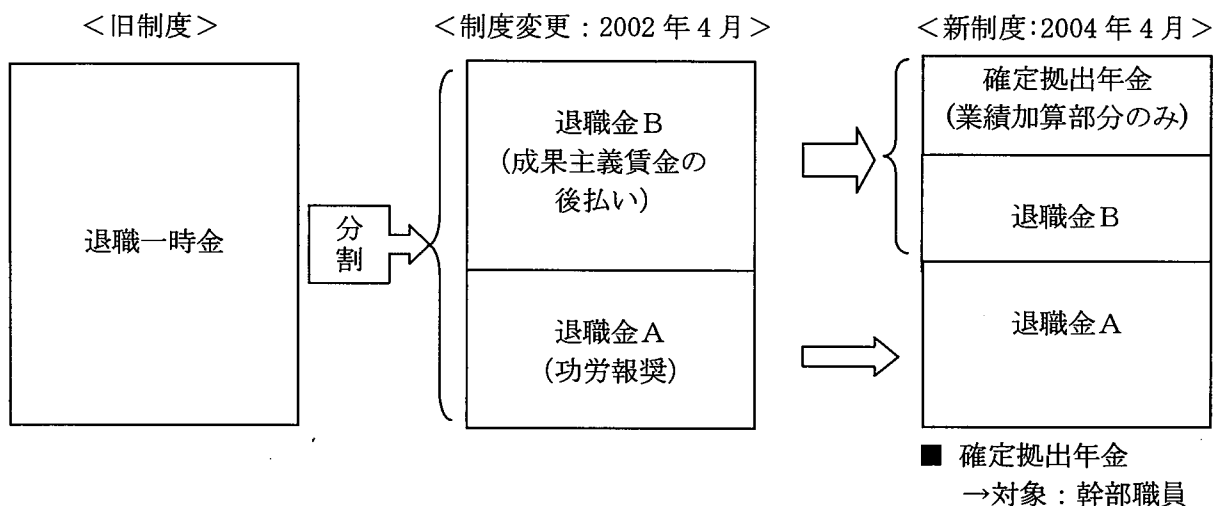 ＜旧制度＞
＜制度変更：2002年4月＞
＜新制度：2004年4月＞
退職一時金
分割
退職金B
(成果主義賃金の
後払い)
退職金A
(功労報奨)
確定拠出年金
(業績加算部分のみ)
退職金B
退職金A
■ 確定拠出年金
→対象：幹部職員